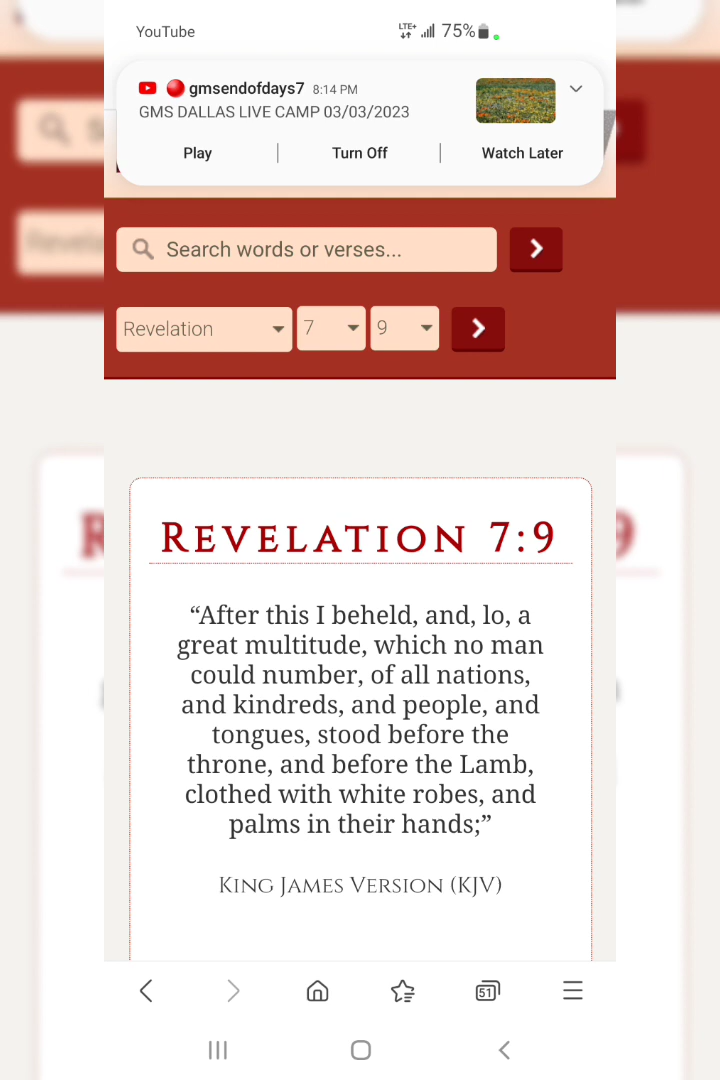 YouTube LTE+ 75%
gmsendofdays7 8:14 PM
GMS DALLAS LIVE CAMP 03/03/2023
Play Turn Off Watch Later
Search words or verses...
Revelation 7 9
REVELATION 7:9
“After this I beheld, and, lo, a
great multitude, which no man
could number, of all nations,
and kindreds, and people, and
tongues, stood before the
throne, and before the Lamb,
clothed with white robes, and
palms in their hands;”
KING JAMES VERSION (KJV)
51